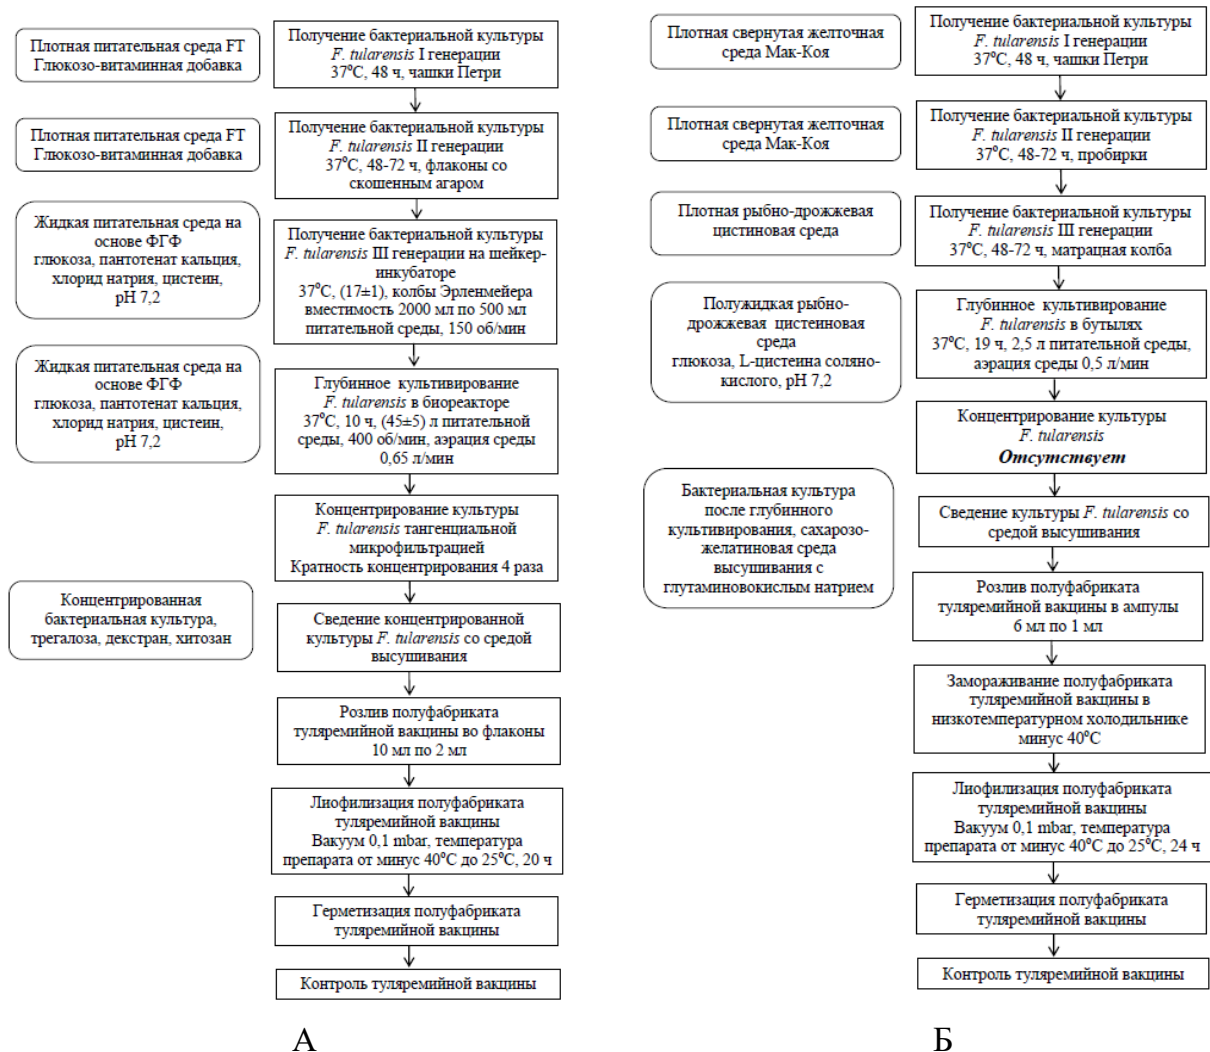 Плотная питательная среда FT
Глюкозо-витаминная добавка
Получение бактериальной культуры
F. tularensis I генерации
37⁰С, 48 ч, чашки Петри
Плотная питательная среда FT
Глюкозо-витаминная добавка
Получение бактериальной культуры
F. tularensis II генерации
37⁰С, 48-72 ч, флаконы со
скошенным агаром
Жидкая питательная среда на
основе ФГФ
глюкоза, пантотенат кальция,
хлорид натрия, цистеин,
pH 7,2
Получение бактериальной культуры
F. tularensis III генерации на шейкер-
инкубаторе
37⁰С, (17±1), колбы Эрленмейера
вместимость 2000 мл по 500 мл
питательной среды, 150 об/мин
Жидкая питательная среда на
основе ФГФ
глюкоза, пантотенат кальция,
хлорид натрия, цистеин,
pH 7,2
Глубинное культивирование
F. tularensis в биореакторе
37⁰С, 10 ч, (45±5) л питательной
среды, 400 об/мин, аэрация среды
0,65 л/мин
Концентрирование культуры
F. tularensis тангенциальной
микрофильтрацией
Кратность концентрирования 4 раза
Концентрированная
бактериальная культура,
трегалоза, декстран, хитозан
Сведение концентрированной
культуры F. tularensis со средой
высушивания
Розлив полуфабриката
туляремийной вакцины во флаконы
10 мл по 2 мл
Лиофилизация полуфабриката
туляремийной вакцины
Вакуум 0,1 mbar, температура
препарата от минус 40⁰С до 25⁰С, 20 ч
Герметизация полуфабриката
туляремийной вакцины
Контроль туляремийной вакцины
А
Плотная свернутая желточная
среда Мак-Коя
Получение бактериальной культуры
F. tularensis I генерации
37⁰С, 48 ч, чашки Петри
Плотная свернутая желточная
среда Мак-Коя
Получение бактериальной культуры
F. tularensis II генерации
37⁰С, 48-72 ч, пробирки
Плотная рыбно-дрожжевая
цистиновая среда
Получение бактериальной культуры
F. tularensis III генерации
37⁰С, 48-72 ч, матрацная колба
Полужидкая рыбно-
дрожжевая цистеиновая
среда
глюкоза, L-цистеина соляно-
кислого, pH 7,2
Глубинное культивирование
F. tularensis в бутылях
37⁰С, 19 ч, 2,5 л питательной среды,
аэрация среды 0,5 л/мин
Концентрирование культуры
F. tularensis
Отсутствует
Бактериальная культура
после глубинного
культивирования, сахарозо-
желатиновая среда
высушивания с
глутаминовокислым натрием
Сведение культуры F. tularensis со
средой высушивания
Розлив полуфабриката
туляремийной вакцины в ампулы
6 мл по 1 мл
Замораживание полуфабриката
туляремийной вакцины в
низкотемпературном холодильнике
минус 40⁰С
Лиофилизация полуфабриката
туляремийной вакцины
Вакуум 0,1 mbar, температура
препарата от минус 40⁰С до 25⁰С, 24 ч
Герметизация полуфабриката
туляремийной вакцины
Контроль туляремийной вакцины
Б